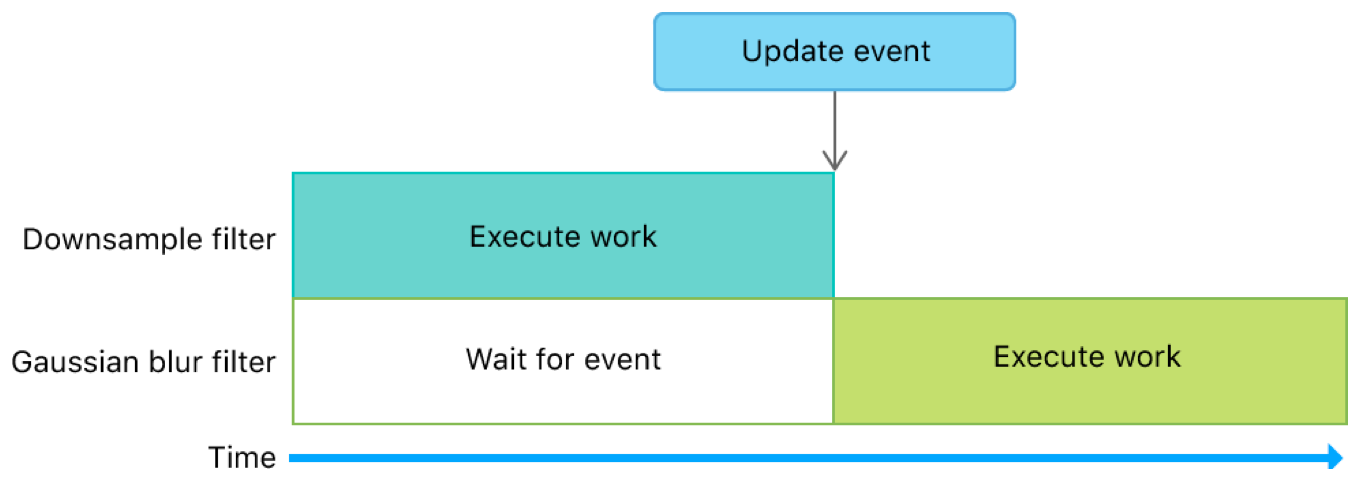 Update event
Downsample filter
Execute work
Gaussian blur filter
Wait for event
Execute work
Time